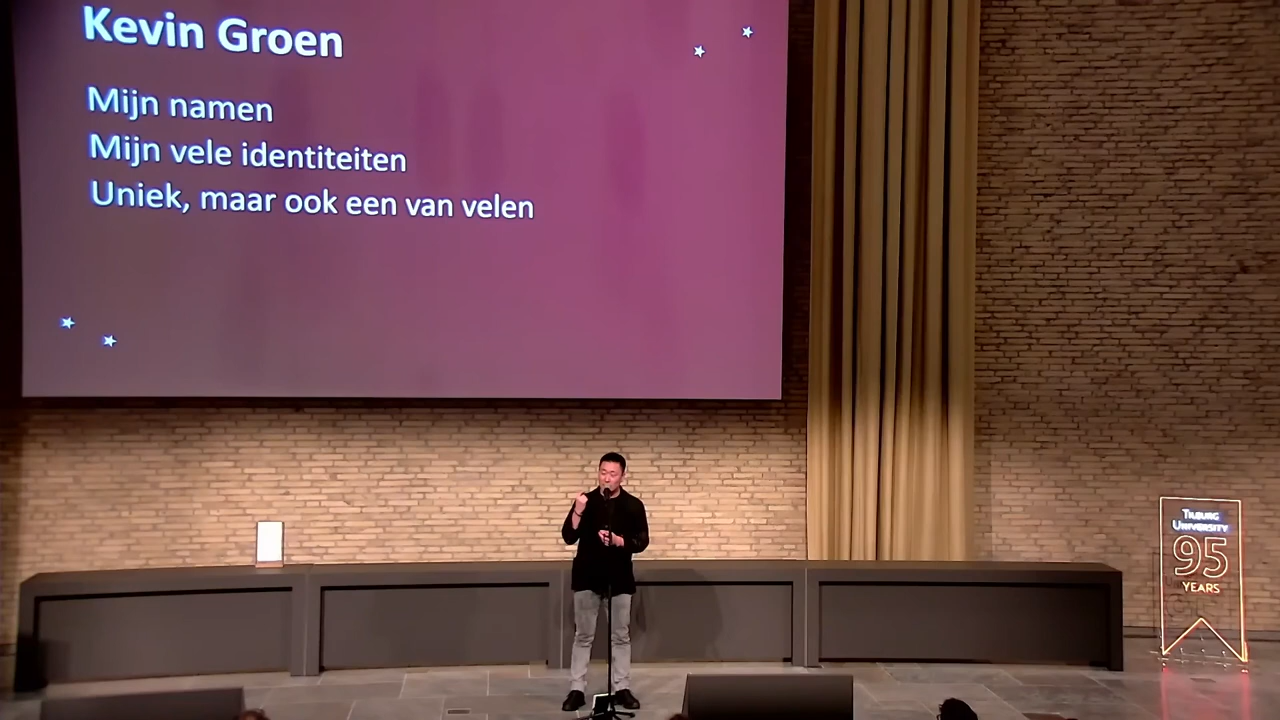 Kevin Groen
Mijn namen
Mijn vele identiteiten
Uniek, maar ook een van velen
Tilburg
University
95
YEARS